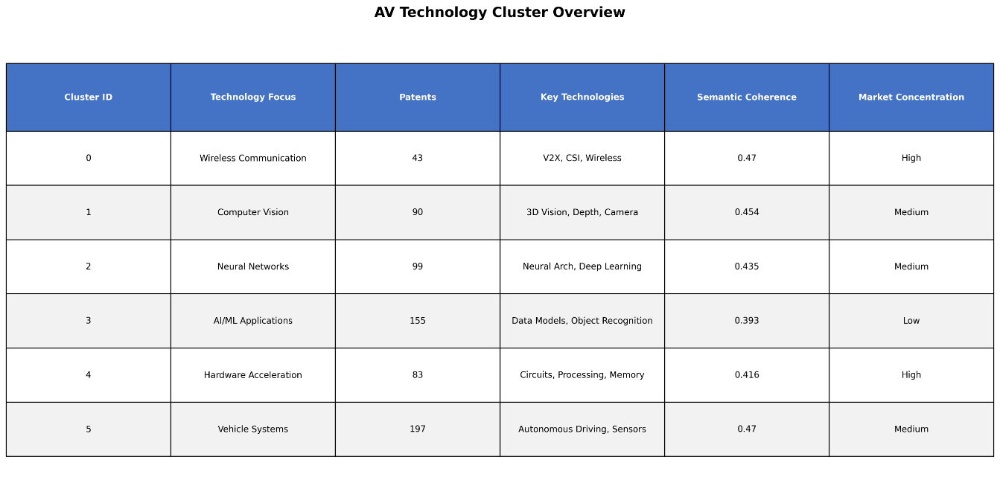 AV Technology Cluster Overview
Cluster ID Technology Focus Patents Key Technologies Semantic Coherence Market Concentration
0 Wireless Communication 43 V2X, CSI, Wireless 0.47 High
1 Computer Vision 90 3D Vision, Depth, Camera 0.454 Medium
2 Neural Networks 99 Neural Arch, Deep Learning 0.435 Medium
3 AI/ML Applications 155 Data Models, Object Recognition 0.393 Low
4 Hardware Acceleration 83 Circuits, Processing, Memory 0.416 High
5 Vehicle Systems 197 Autonomous Driving, Sensors 0.47 Medium